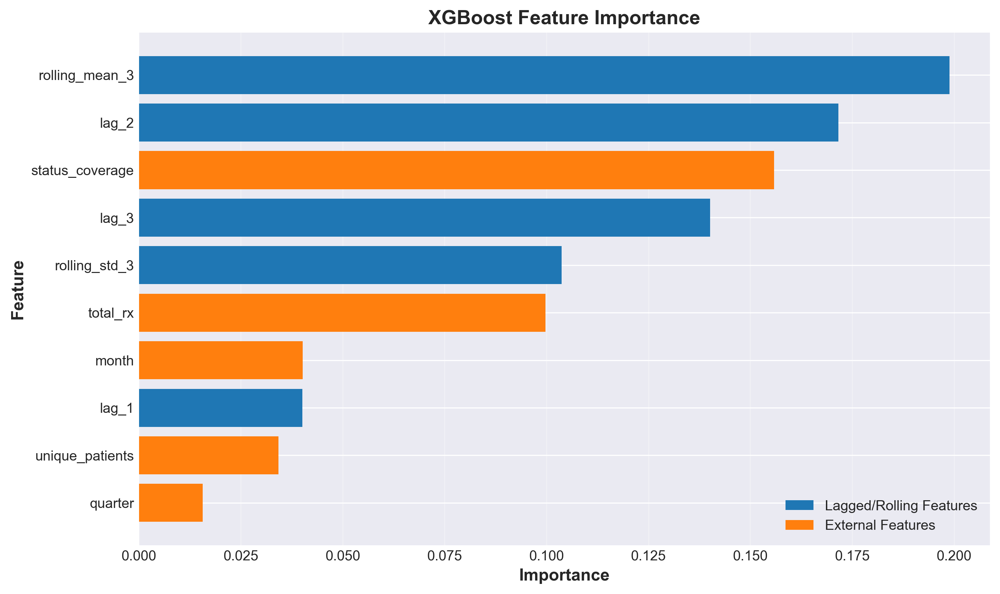 XGBoost Feature Importance
Feature
rolling_mean_3
lag_2
status_coverage
lag_3
rolling_std_3
total_rx
month
lag_1
unique_patients
quarter
Lagged/Rolling Features
External Features
0.000 0.025 0.050 0.075 0.100 0.125 0.150 0.175 0.200
Importance